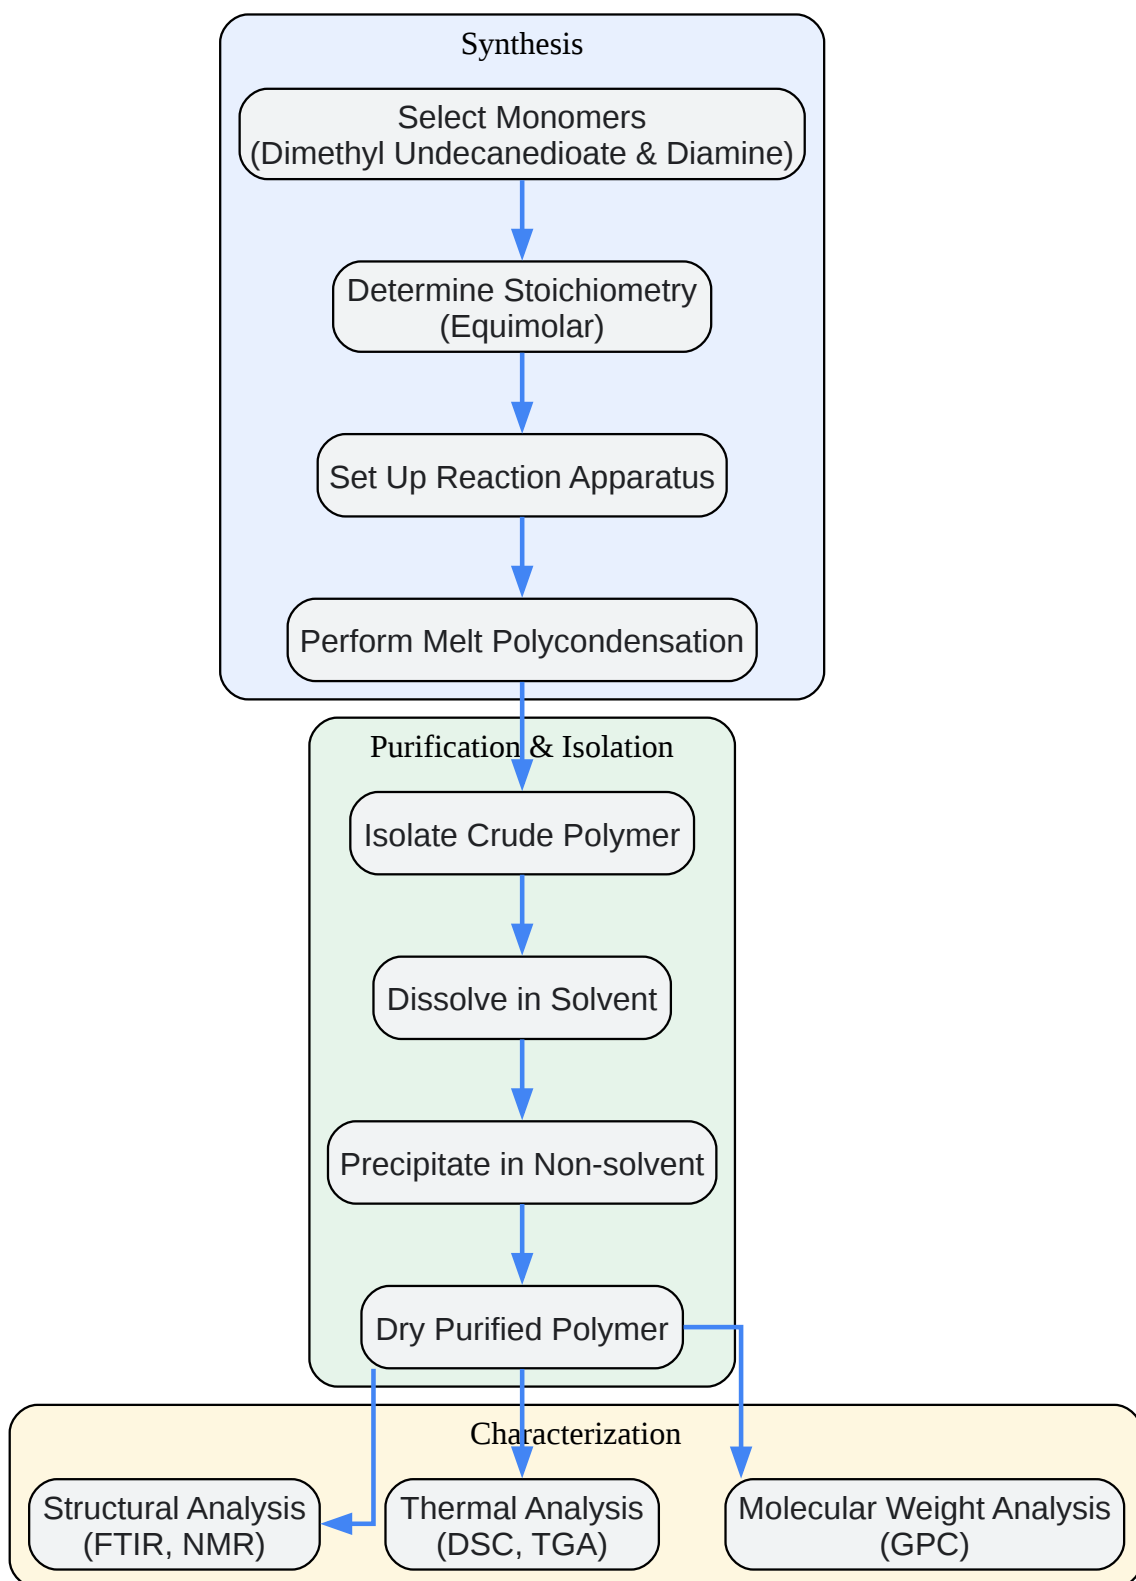 Synthesis
Select Monomers
(Dimethyl Undecanedioate & Diamine)
Determine Stoichiometry
(Equimolar)
Set Up Reaction Apparatus
Perform Melt Polycondensation
Purification & Isolation
Isolate Crude Polymer
Dissolve in Solvent
Precipitate in Non-solvent
Dry Purified Polymer
Characterization
Structural Analysis
(FTIR, NMR)
Thermal Analysis
(DSC, TGA)
Molecular Weight Analysis
(GPC)